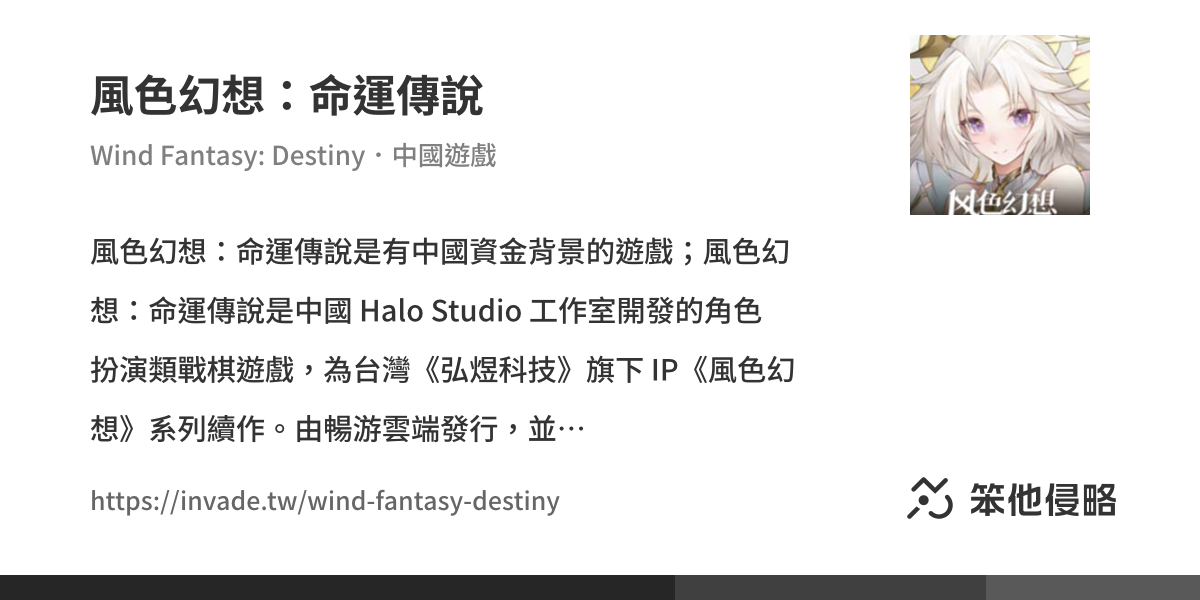 風色幻想：命運傳說
Wind Fantasy: Destiny・中國遊戲
风色幻想
風色幻想：命運傳說是有中國資金背景的遊戲；風色幻
想：命運傳說是中國 Halo Studio 工作室開發的角色
扮演類戰棋遊戲，為台灣《弘煜科技》旗下 IP《風色幻
想》系列續作。由暢游雲端發行，並⋯
https://invade.tw/wind-fantasy-destiny
笨他侵略